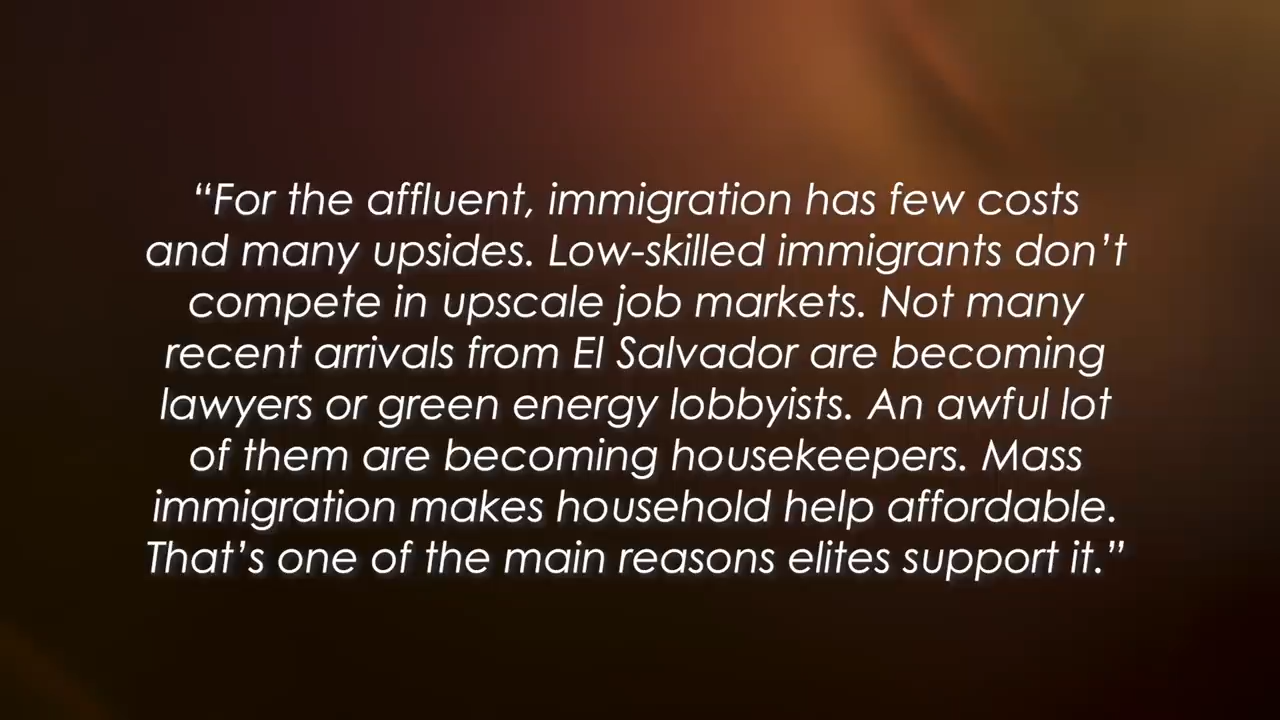 “For the affluent, immigration has few costs
and many upsides. Low-skilled immigrants don’t
compete in upscale job markets. Not many
recent arrivals from El Salvador are becoming
lawyers or green energy lobbyists. An awful lot
of them are becoming housekeepers. Mass
immigration makes household help affordable.
That’s one of the main reasons elites support it.”